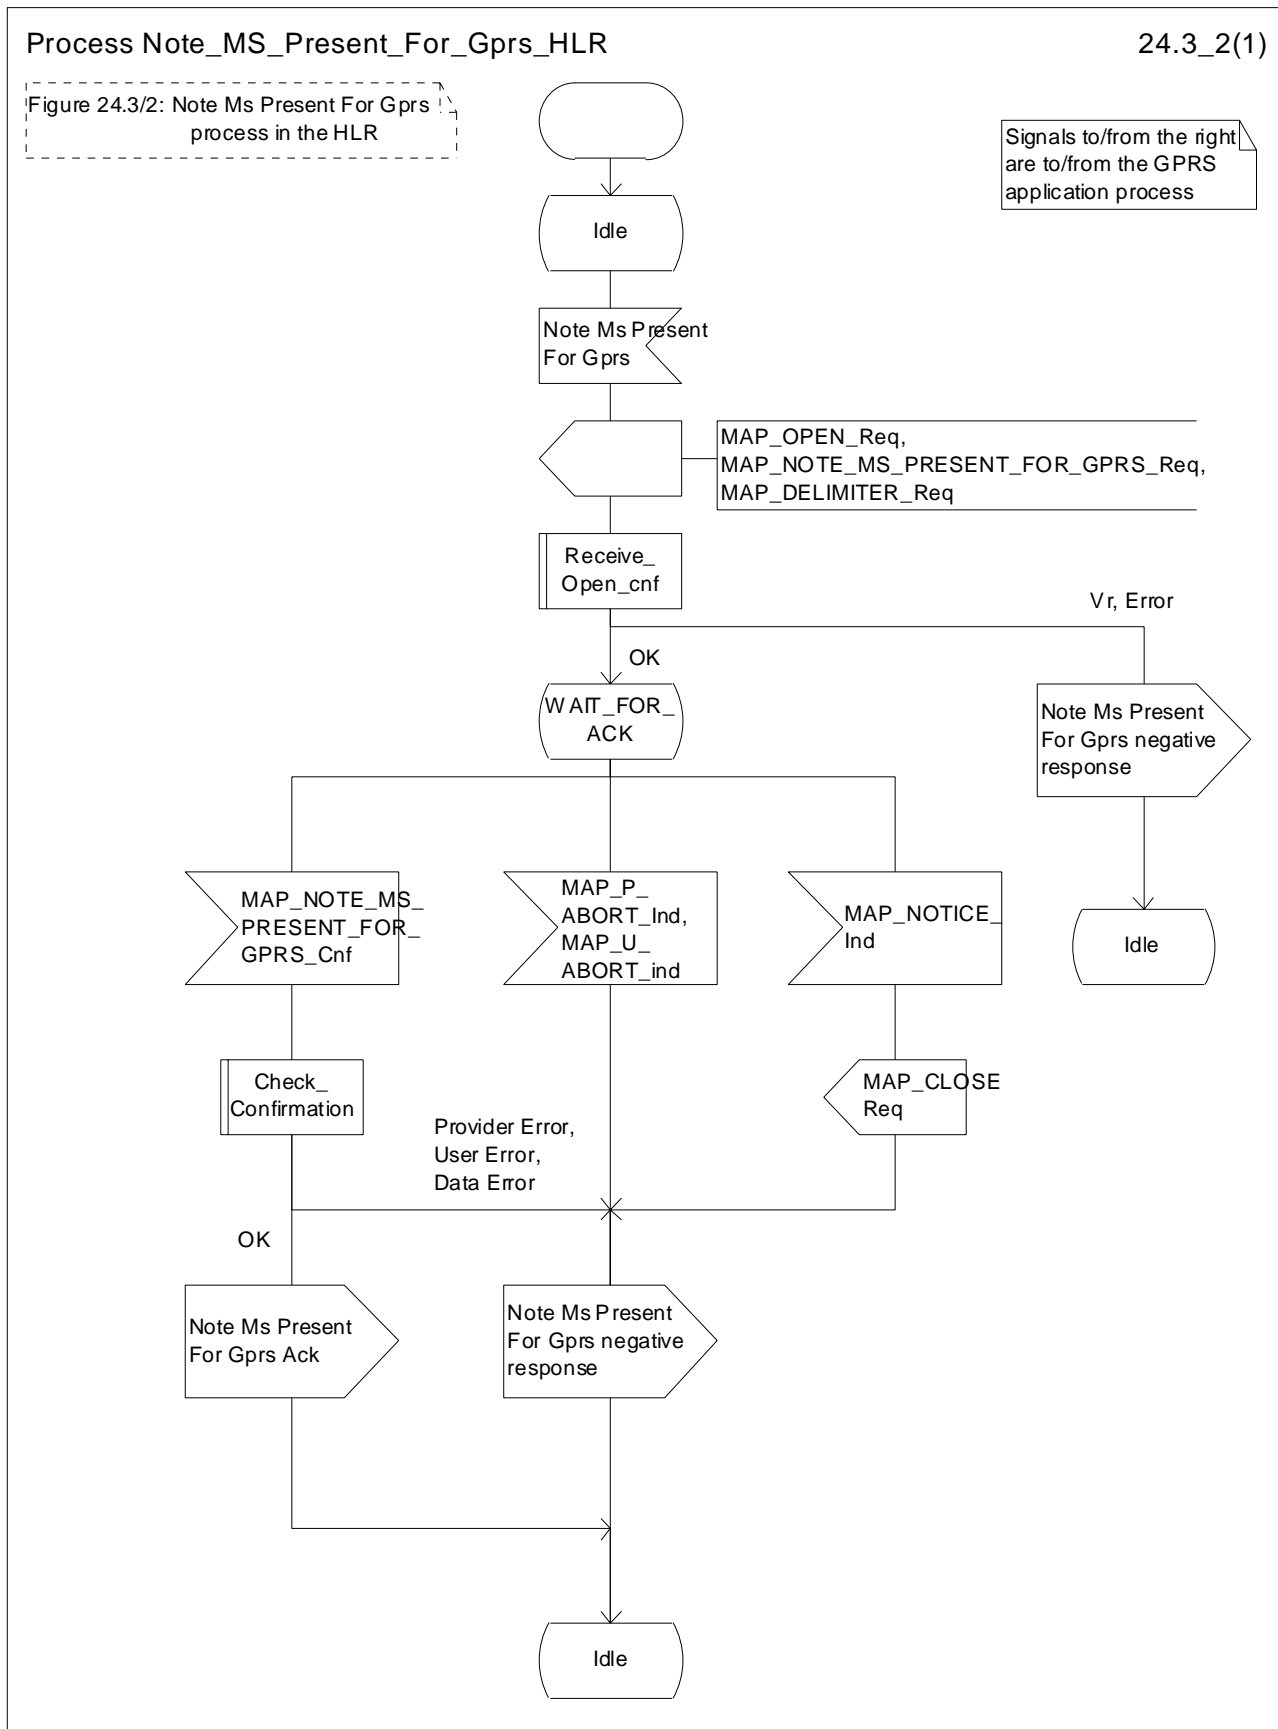 Process Note_MS_Present_For_Gprs_HLR
24.3_2(1)
Figure 24.3/2: Note Ms Present For Gprs
process in the HLR
Signals to/from the right
are to/from the GPRS
application process
Idle
Note Ms Present
For Gprs
MAP_OPEN_Req,
MAP_NOTE_MS_PRESENT_FOR_GPRS_Req,
MAP_DELIMITER_Req
Receive_
Open_cnf
Vr, Error
OK
WAIT_FOR_
ACK
Note Ms Present
For Gprs negative
response
MAP_NOTE_MS_
PRESENT_FOR_
GPRS_Cnf
MAP_P_
ABORT_Ind,
MAP_U_
ABORT_ind
MAP_NOTICE_
Ind
Idle
Check_
Confirmation
MAP_CLOSE
Req
Provider Error,
User Error,
Data Error
OK
Note Ms Present
For Gprs Ack
Note Ms Present
For Gprs negative
response
Idle